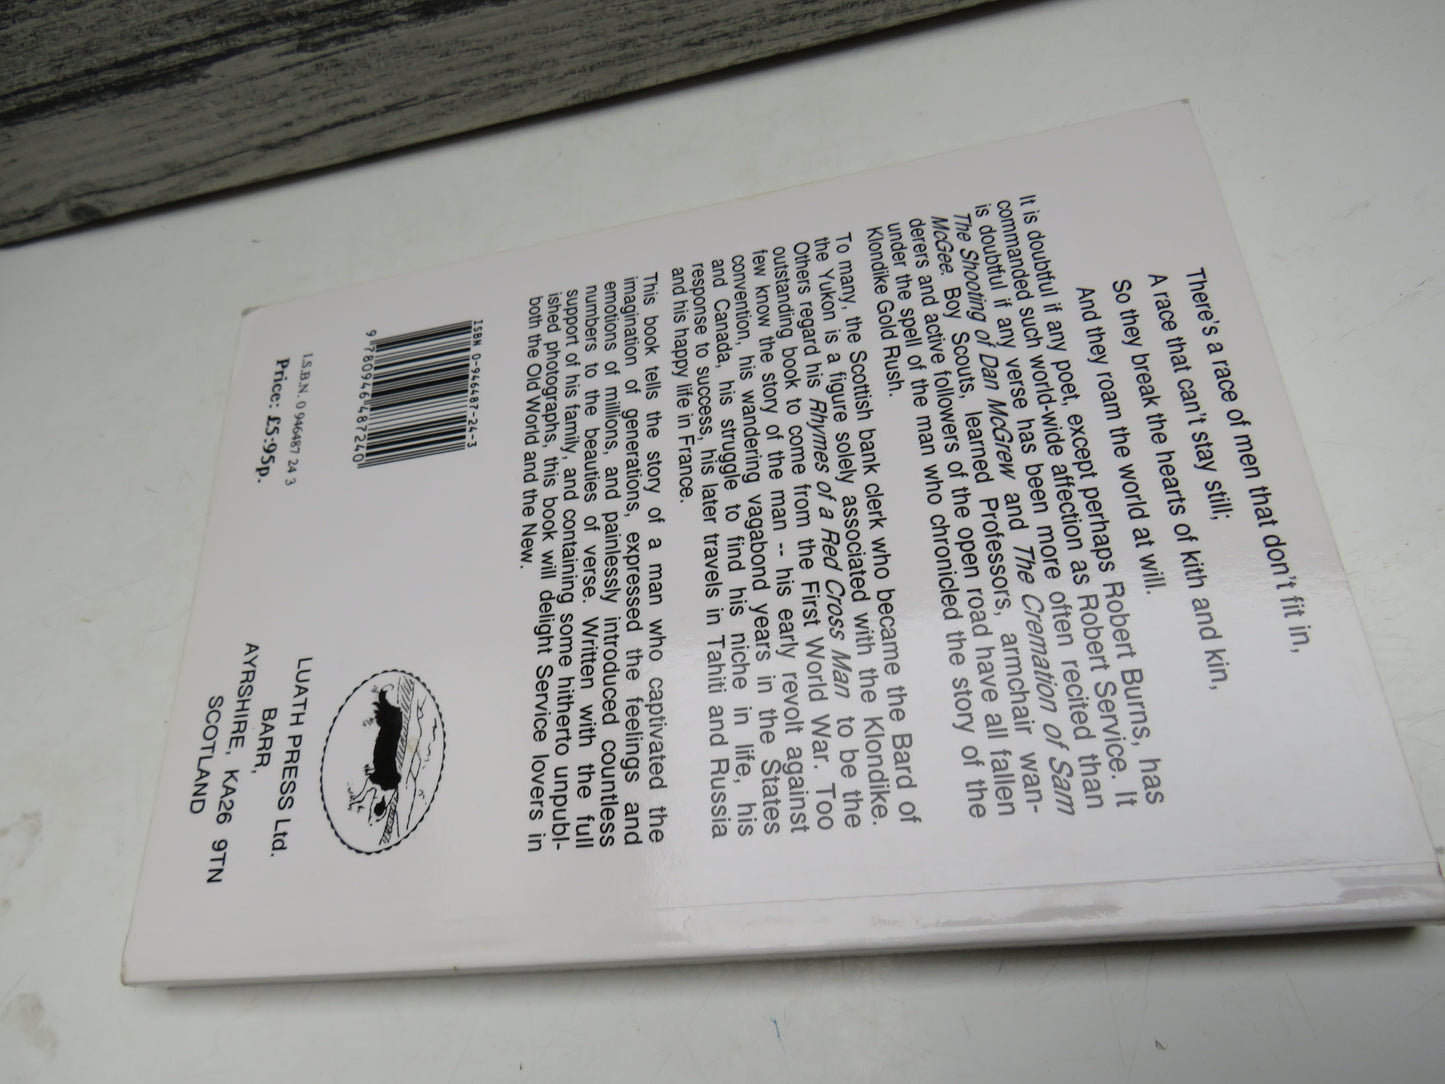 There's a race of men that don't fit in,
A race that can't stay still;
So they break the hearts of kith and kin,
And they roam the world at will.
It is doubtful if any poet, except perhaps Robert Burns, has
commanded such world-wide affection as Robert Service. It
is doubtful if any verse has been more often recited than
The Shooting of Dan McGrew and The Cremation of Sam
McGee. Boy Scouts, learned Professors, armchair wan-
derers and active followers of the open road have all fallen
under the spell of the man who chronicled the story of the
Klondike Gold Rush.
To many, the Scottish bank clerk who became the Bard of
the Yukon is a figure solely associated with the Klondike.
Others regard his Rhymes of a Red Cross Man to be the
outstanding book to come from the First World War. Too
few know the story of the man -- his early revolt against
convention, his wandering vagabond years in the States
and Canada, his struggle to find his niche in life, his
response to success, his later travels in Tahiti and Russia
and his happy life in France.
This book tells the story of a man who captivated the
imagination of generations, expressed the feelings and
emotions of millions, and painlessly introduced countless
numbers to the beauties of verse. Written with the full
support of his family, and containing some hitherto unpubl-
ished photographs, this book will delight Service lovers in
both the Old World and the New.
ISBN 0-946487-24-3
9 780946 487240
I.S.B.N. 0 946487 24 3
Price: £5·95p.
LUATH PRESS Ltd.
BARR,
AYRSHIRE, KA26 9TN
SCOTLAND